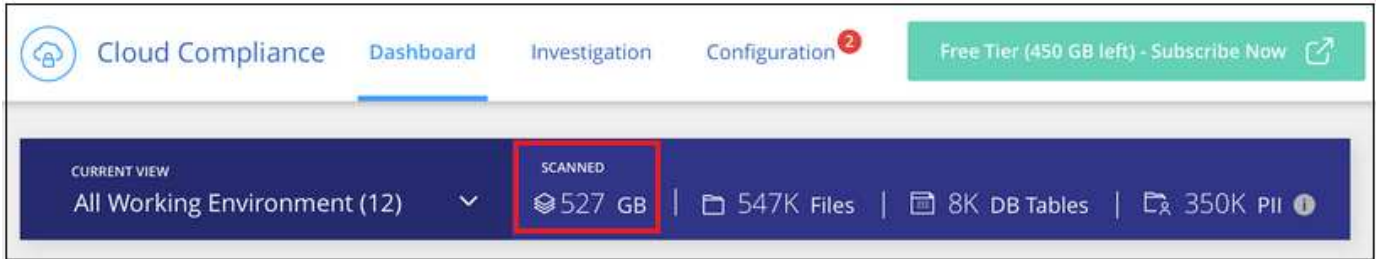 Cloud Compliance Dashboard Investigation Configuration 2 Free Tier (450 GB left) - Subscribe Now
CURRENT VIEW SCANNED
All Working Environment (12) 527 GB | 547K Files | 8K DB Tables | 350K PII i